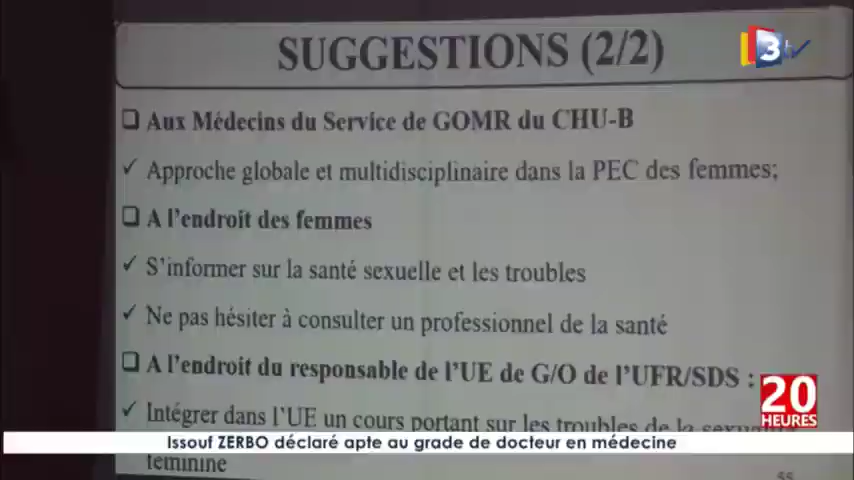 SUGGESTIONS (2/2)
3tv
❑ Aux Médecins du Service de GOMR du CHU-B
✓ Approche globale et multidisciplinaire dans la PEC des femmes;
❑ A l'endroit des femmes
✓ S'informer sur la santé sexuelle et les troubles
✓ Ne pas hésiter à consulter un professionnel de la santé
❑ A l'endroit du responsable de l'UE de G/O de l'UFR/SDS :
✓ Intégrer dans l'UE un cours portant sur les troubles de la sexualité
féminine
55
20
HEURES
Issouf ZERBO déclaré apte au grade de docteur en médecine